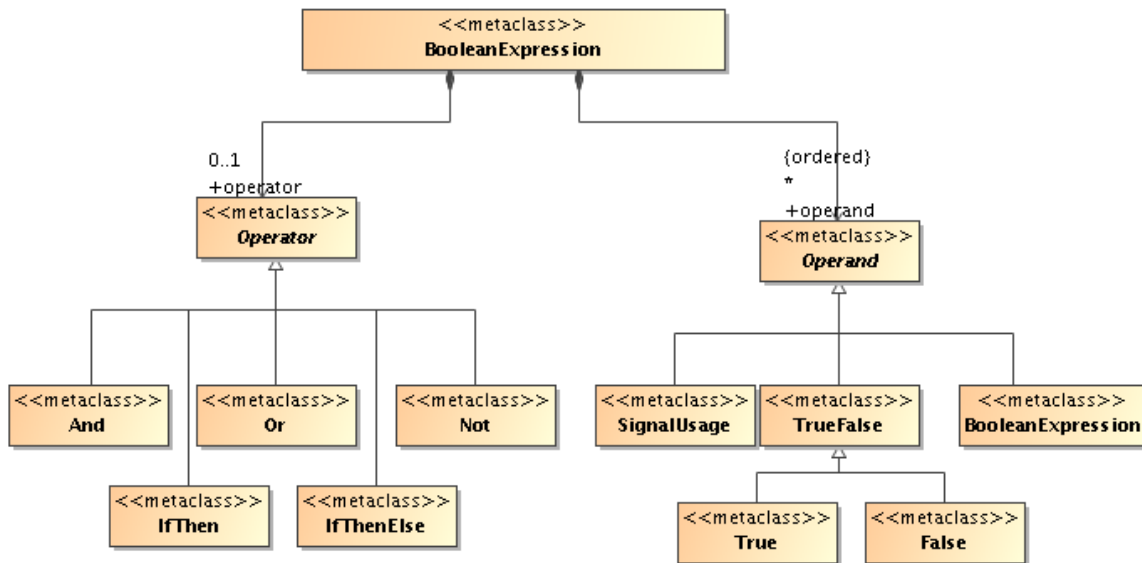 <<metaclass>>
BooleanExpression
0..1
+operator
{ordered}
*
+operand
<<metaclass>>
Operator
<<metaclass>>
Operand
<<metaclass>>
And
<<metaclass>>
Or
<<metaclass>>
Not
<<metaclass>>
SignalUsage
<<metaclass>>
TrueFalse
<<metaclass>>
BooleanExpression
<<metaclass>>
IfThen
<<metaclass>>
IfThenElse
<<metaclass>>
True
<<metaclass>>
False